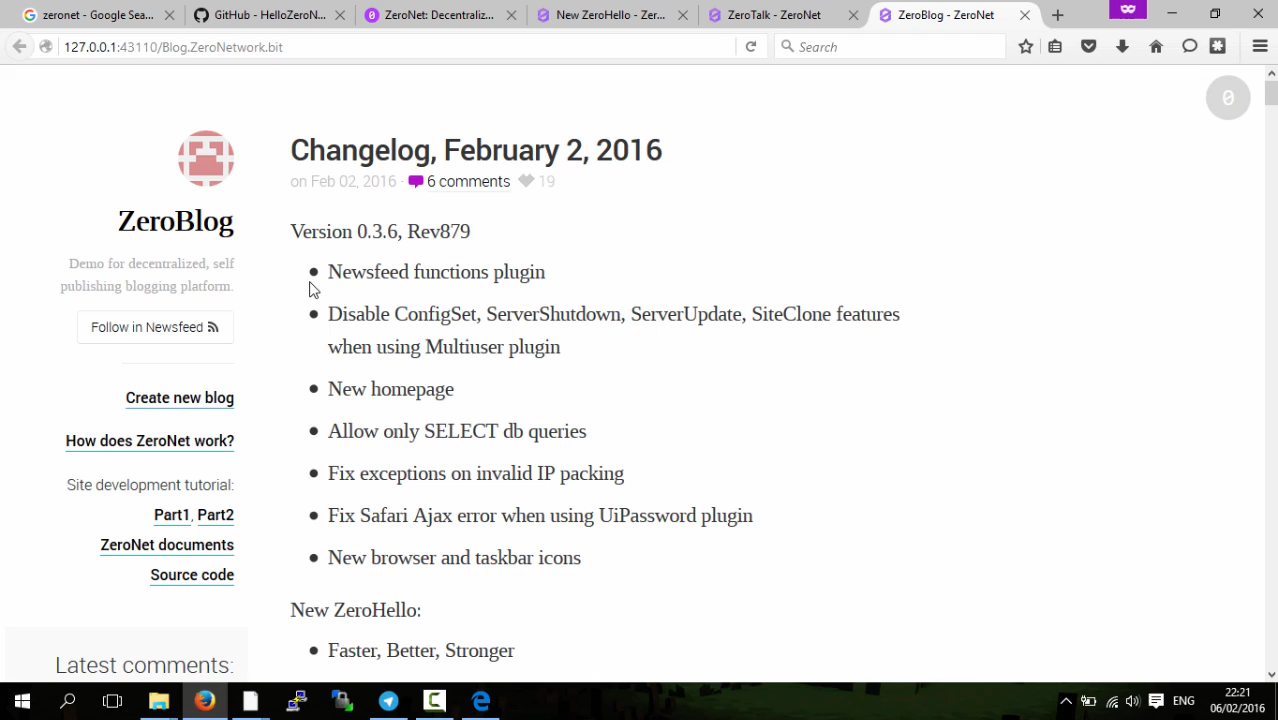 zeronet - Google Sea...
GitHub - HelloZeroN...
ZeroNet: Decentraliz...
New ZeroHello - Zer...
ZeroTalk - ZeroNet
ZeroBlog - ZeroNet
127.0.0.1:43110/Blog.ZeroNetwork.bit
Search
0
ZeroBlog
Demo for decentralized, self
publishing blogging platform.
Follow in Newsfeed
Create new blog
How does ZeroNet work?
Site development tutorial:
Part1, Part2
ZeroNet documents
Source code
Latest comments:
Changelog, February 2, 2016
on Feb 02, 2016 · 6 comments 19
Version 0.3.6, Rev879
• Newsfeed functions plugin
• Disable ConfigSet, ServerShutdown, ServerUpdate, SiteClone features
when using Multiuser plugin
• New homepage
• Allow only SELECT db queries
• Fix exceptions on invalid IP packing
• Fix Safari Ajax error when using UiPassword plugin
• New browser and taskbar icons
New ZeroHello:
• Faster, Better, Stronger
ENG
22:21
06/02/2016